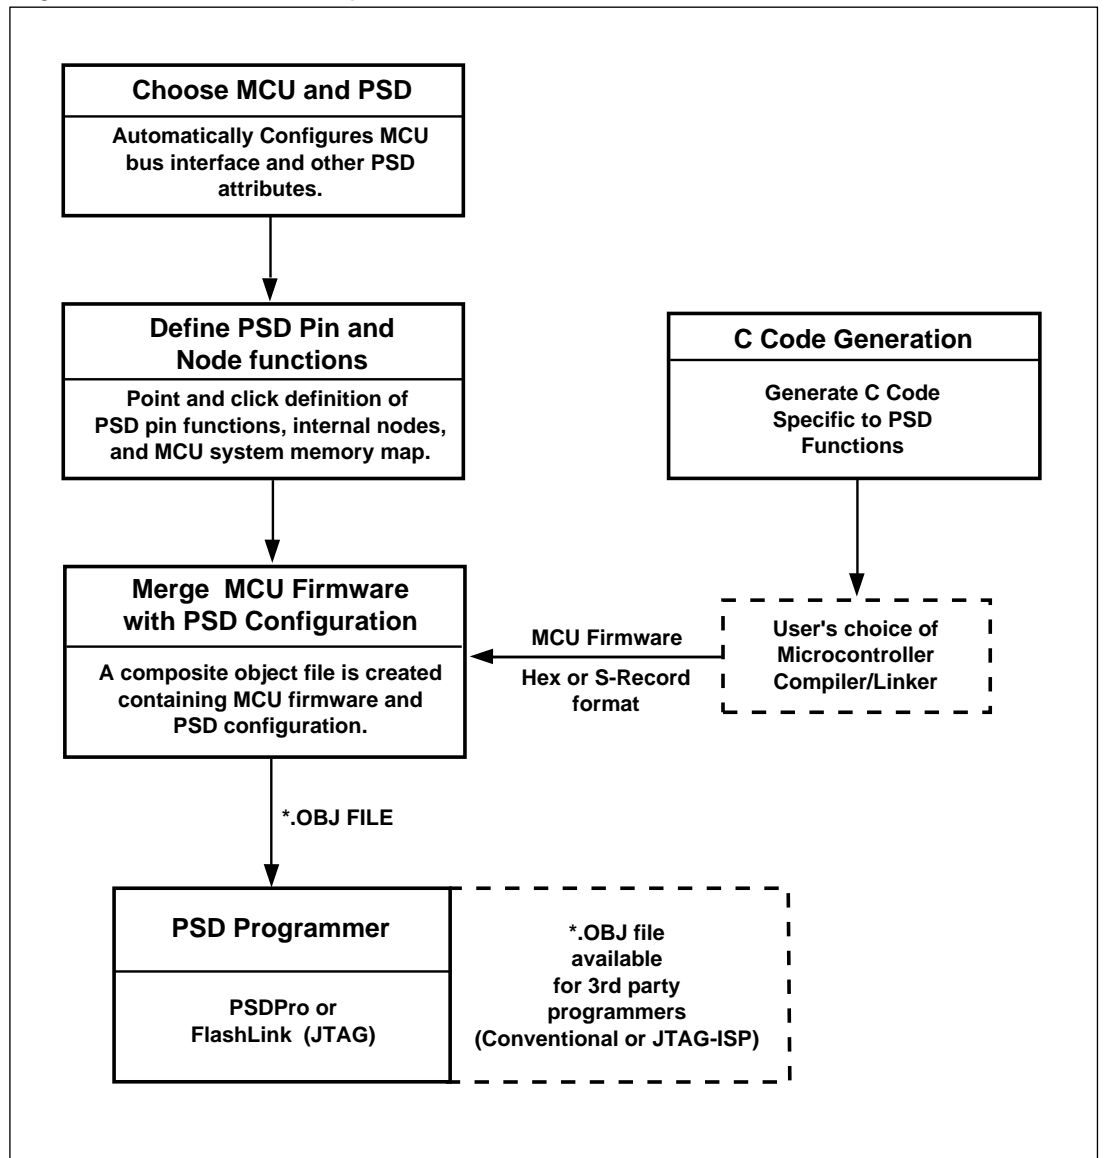 Choose MCU and PSD
Automatically Configures MCU
bus interface and other PSD
attributes.
Define PSD Pin and
Node functions
Point and click definition of
PSD pin functions, internal nodes,
and MCU system memory map.
C Code Generation
Generate C Code
Specific to PSD
Functions
Merge MCU Firmware
with PSD Configuration
A composite object file is created
containing MCU firmware and
PSD configuration.
MCU Firmware
Hex or S-Record
format
User's choice of
Microcontroller
Compiler/Linker
*.OBJ FILE
PSD Programmer
PSDPro or
FlashLink (JTAG)
*.OBJ file
available
for 3rd party
programmers
(Conventional or JTAG-ISP)